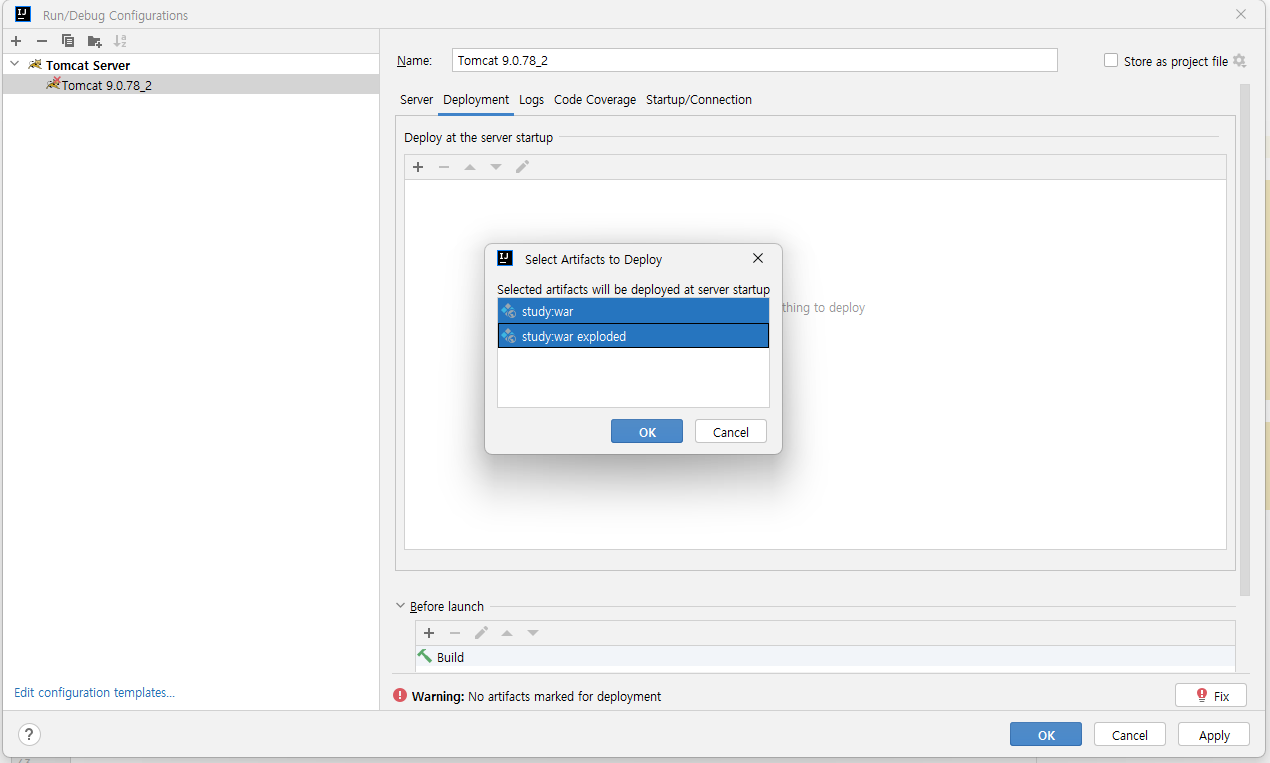 Run/Debug Configurations
Tomcat Server
Tomcat 9.0.78_2
Edit configuration templates...
Name: Tomcat 9.0.78_2 Store as project file
Server Deployment Logs Code Coverage Startup/Connection
Deploy at the server startup
thing to deploy
Select Artifacts to Deploy
Selected artifacts will be deployed at server startup
study:war
study:war exploded
OK Cancel
Before launch
Build
Warning: No artifacts marked for deployment Fix
? OK Cancel Apply